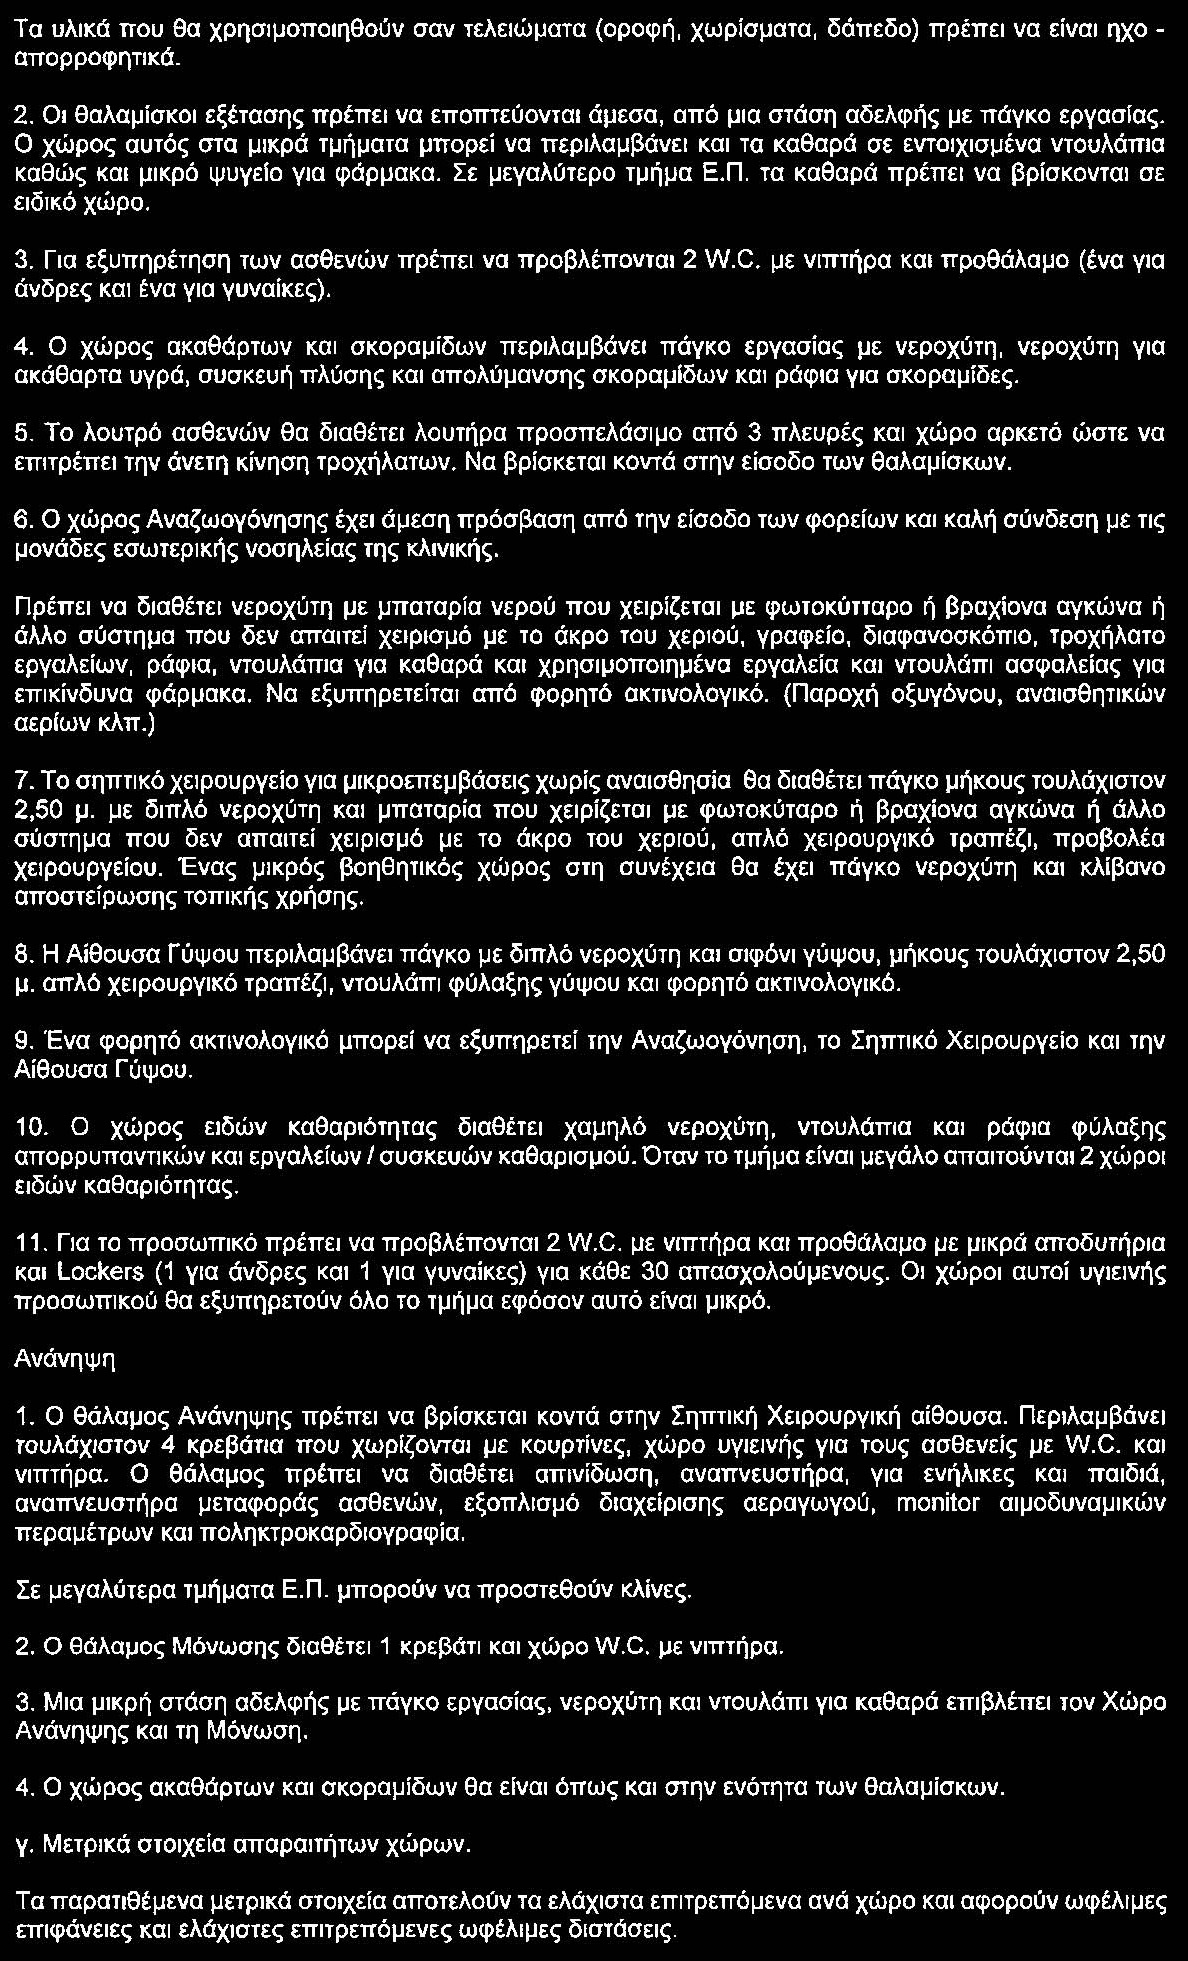 Τα υλικά που θα χρησιμοποιηθούν σαν τελειώματα (οροφή, χωρίσματα, δάπεδο) πρέπει να είναι ηχο -
απορροφητικά.
2. Οι θαλαμίσκοι εξέτασης πρέπει να εποπτεύονται άμεσα, από μια στάση αδελφής με πάγκο εργασίας.
Ο χώρος αυτός στα μικρά τμήματα μπορεί να περιλαμβάνει και τα καθαρά σε εντοιχισμένα ντουλάπια
καθώς και μικρό ψυγείο για φάρμακα. Σε μεγαλύτερο τμήμα Ε.Π. τα καθαρά πρέπει να βρίσκονται σε
ειδικό χώρο.
3. Για εξυπηρέτηση των ασθενών πρέπει να προβλέπονται 2 W.C. με νιπτήρα και προθάλαμο (ένα για
άνδρες και ένα για γυναίκες).
4. Ο χώρος ακαθάρτων και σκοραμίδων περιλαμβάνει πάγκο εργασίας με νεροχύτη, νεροχύτη για
ακάθαρτα υγρά, συσκευή πλύσης και απολύμανσης σκοραμίδων και ράφια για σκοραμίδες.
5. Το λουτρό ασθενών θα διαθέτει λουτήρα προσπελάσιμο από 3 πλευρές και χώρο αρκετό ώστε να
επιτρέπει την άνετη κίνηση τροχήλατων. Να βρίσκεται κοντά στην είσοδο των θαλαμίσκων.
6. Ο χώρος Αναζωογόνησης έχει άμεση πρόσβαση από την είσοδο των φορείων και καλή σύνδεση με τις
μονάδες εσωτερικής νοσηλείας της κλινικής.
Πρέπει να διαθέτει νεροχύτη με μπαταρία νερού που χειρίζεται με φωτοκύτταρο ή βραχίονα αγκώνα ή
άλλο σύστημα που δεν απαιτεί χειρισμό με το άκρο του χεριού, γραφείο, διαφανοσκόπιο, τροχήλατο
εργαλείων, ράφια, ντουλάπια για καθαρά και χρησιμοποιημένα εργαλεία και ντουλάπι ασφαλείας για
επικίνδυνα φάρμακα. Να εξυπηρετείται από φορητό ακτινολογικό. (Παροχή οξυγόνου, αναισθητικών
αερίων κλπ.)
7. Το σηπτικό χειρουργείο για μικροεπεμβάσεις χωρίς αναισθησία θα διαθέτει πάγκο μήκους τουλάχιστον
2,50 μ. με διπλό νεροχύτη και μπαταρία που χειρίζεται με φωτοκύταρο ή βραχίονα αγκώνα ή άλλο
σύστημα που δεν απαιτεί χειρισμό με το άκρο του χεριού, απλό χειρουργικό τραπέζι, προβολέα
χειρουργείου. Ένας μικρός βοηθητικός χώρος στη συνέχεια θα έχει πάγκο νεροχύτη και κλίβανο
αποστείρωσης τοπικής χρήσης.
8. Η Αίθουσα Γύψου περιλαμβάνει πάγκο με διπλό νεροχύτη και σιφόνι γύψου, μήκους τουλάχιστον 2,50
μ. απλό χειρουργικό τραπέζι, ντουλάπι φύλαξης γύψου και φορητό ακτινολογικό.
9. Ένα φορητό ακτινολογικό μπορεί να εξυπηρετεί την Αναζωογόνηση, το Σηπτικό Χειρουργείο και την
Αίθουσα Γύψου.
10. Ο χώρος ειδών καθαριότητας διαθέτει χαμηλό νεροχύτη, ντουλάπια και ράφια φύλαξης
απορρυπαντικών και εργαλείων / συσκευών καθαρισμού. Όταν το τμήμα είναι μεγάλο απαιτούνται 2 χώροι
ειδών καθαριότητας.
11. Για το προσωπικό πρέπει να προβλέπονται 2 W.C. με νιπτήρα και προθάλαμο με μικρά αποδυτήρια
και Lockers (1 για άνδρες και 1 για γυναίκες) για κάθε 30 απασχολούμενους. Οι χώροι αυτοί υγιεινής
προσωπικού θα εξυπηρετούν όλο το τμήμα εφόσον αυτό είναι μικρό.
Ανάνηψη
1. Ο θάλαμος Ανάνηψης πρέπει να βρίσκεται κοντά στην Σηπτική Χειρουργική αίθουσα. Περιλαμβάνει
τουλάχιστον 4 κρεβάτια που χωρίζονται με κουρτίνες, χώρο υγιεινής για τους ασθενείς με W.C. και
νιπτήρα. Ο θάλαμος πρέπει να διαθέτει απινίδωση, αναπνευστήρα, για ενήλικες και παιδιά,
αναπνευστήρα μεταφοράς ασθενών, εξοπλισμό διαχείρισης αεραγωγού, monitor αιμοδυναμικών
περαμέτρων και ποληκτροκαρδιογραφία.
Σε μεγαλύτερα τμήματα Ε.Π. μπορούν να προστεθούν κλίνες.
2. Ο θάλαμος Μόνωσης διαθέτει 1 κρεβάτι και χώρο W.C. με νιπτήρα.
3. Μια μικρή στάση αδελφής με πάγκο εργασίας, νεροχύτη και ντουλάπι για καθαρά επιβλέπει τον Χώρο
Ανάνηψης και τη Μόνωση.
4. Ο χώρος ακαθάρτων και σκοραμίδων θα είναι όπως και στην ενότητα των θαλαμίσκων.
γ. Μετρικά στοιχεία απαραιτήτων χώρων.
Τα παρατιθέμενα μετρικά στοιχεία αποτελούν τα ελάχιστα επιτρεπόμενα ανά χώρο και αφορούν ωφέλιμες
επιφάνειες και ελάχιστες επιτρεπόμενες ωφέλιμες διστάσεις.